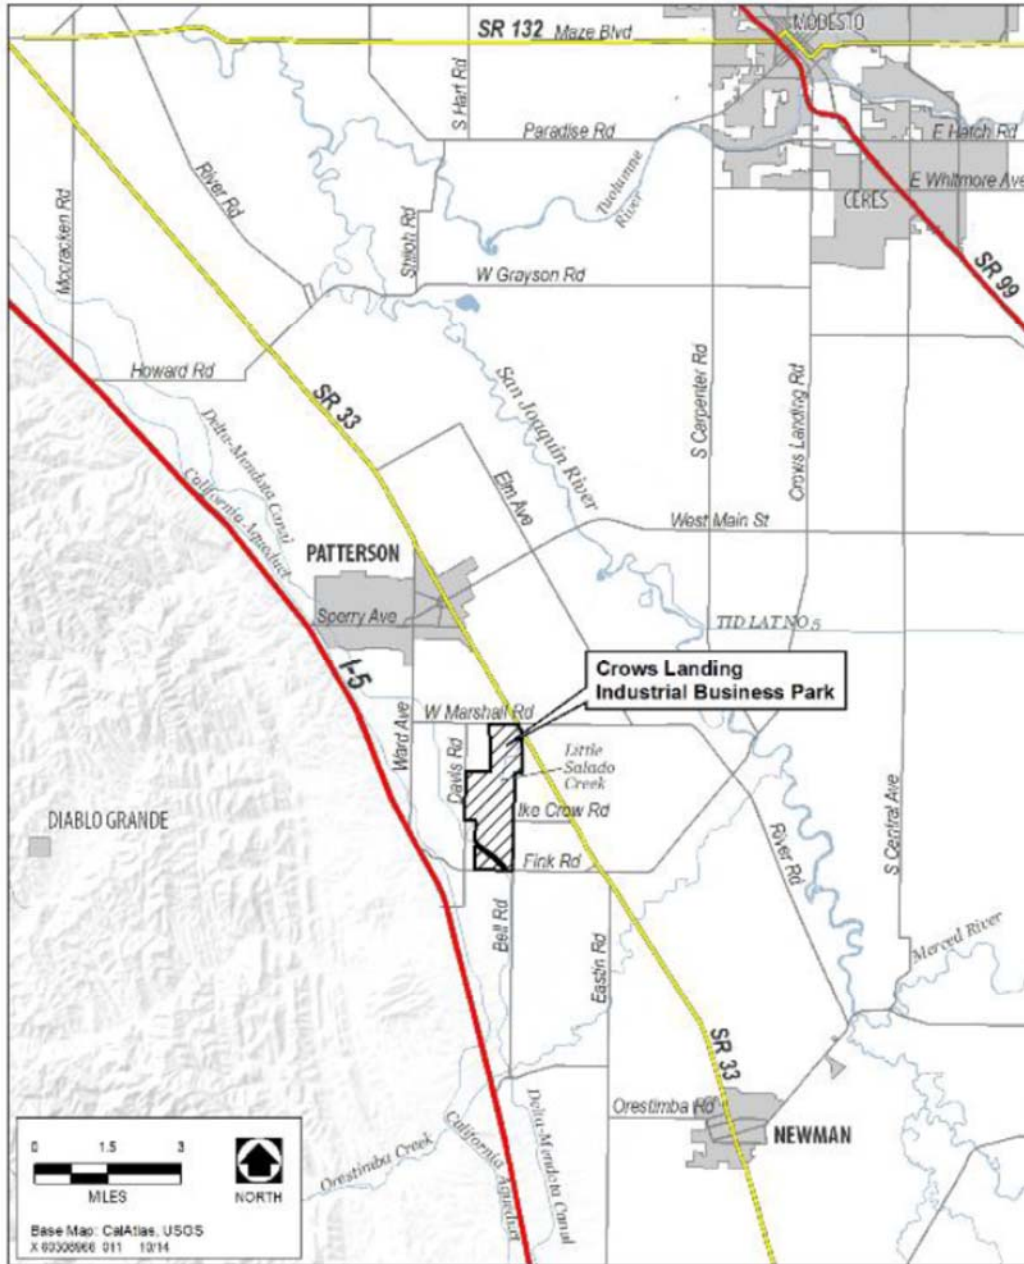 MODESTO
SR 132 Maze Blvd
S Hart Rd
Paradise Rd
E Hatch Rd
E Whitmore Ave
CERES
Tuolumne
River
River Rd
Mccracken Rd
Shiloh Rd
W Grayson Rd
SR 99
Howard Rd
SR 33
San Joaquin River
S Carpenter Rd
Crows Landing Rd
Delta-Mendota Canal
California Aqueduct
Elm Ave
West Main St
PATTERSON
Sperry Ave
TID LAT NO 5
I-5
Crows Landing
Industrial Business Park
W Marshall Rd
Ward Ave
Davis Rd
Little
Salado
Creek
Ike Crow Rd
DIABLO GRANDE
Fink Rd
River Rd
S Central Ave
Bell Rd
Eastin Rd
Merced River
SR 33
Orestimba Rd
NEWMAN
Orestimba Creek
California Aqueduct
Delta-Mendota Canal
0 1.5 3
MILES
NORTH
Base Map: CalAtlas, USGS
X 60308966 011 10/14